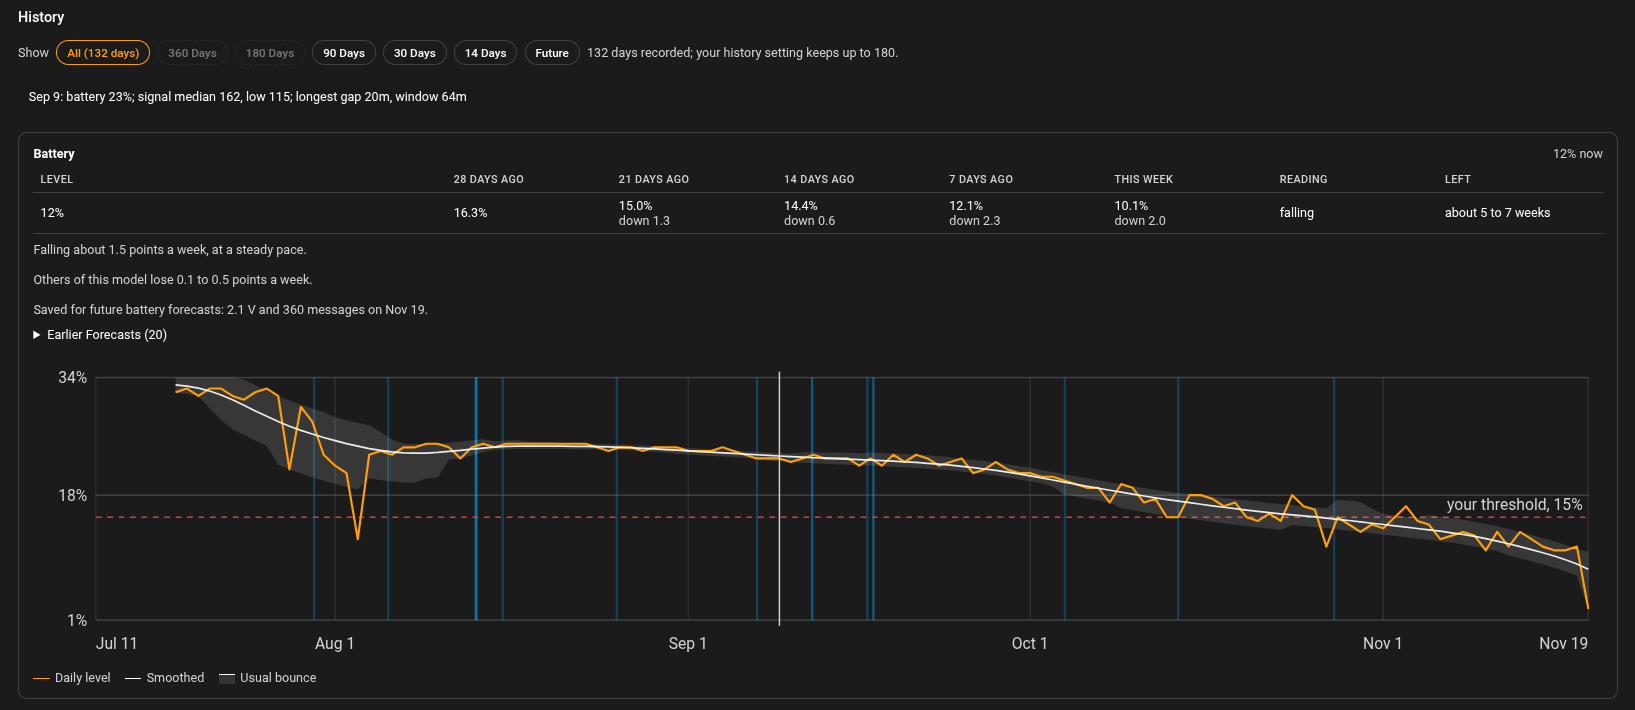 History
Show All (132 days) 360 Days 180 Days 90 Days 30 Days 14 Days Future 132 days recorded; your history setting keeps up to 180.
Sep 9: battery 23%; signal median 162, low 115; longest gap 20m, window 64m
Battery 12% now
LEVEL 28 DAYS AGO 21 DAYS AGO 14 DAYS AGO 7 DAYS AGO THIS WEEK READING LEFT
12% 16.3% 15.0% 14.4% 12.1% 10.1% falling about 5 to 7 weeks
down 1.3 down 0.6 down 2.3 down 2.0
Falling about 1.5 points a week, at a steady pace.
Others of this model lose 0.1 to 0.5 points a week.
Saved for future battery forecasts: 2.1 V and 360 messages on Nov 19.
Earlier Forecasts (20)
34%
18%
your threshold, 15%
1%
Jul 11 Aug 1 Sep 1 Oct 1 Nov 1 Nov 19
Daily level Smoothed Usual bounce